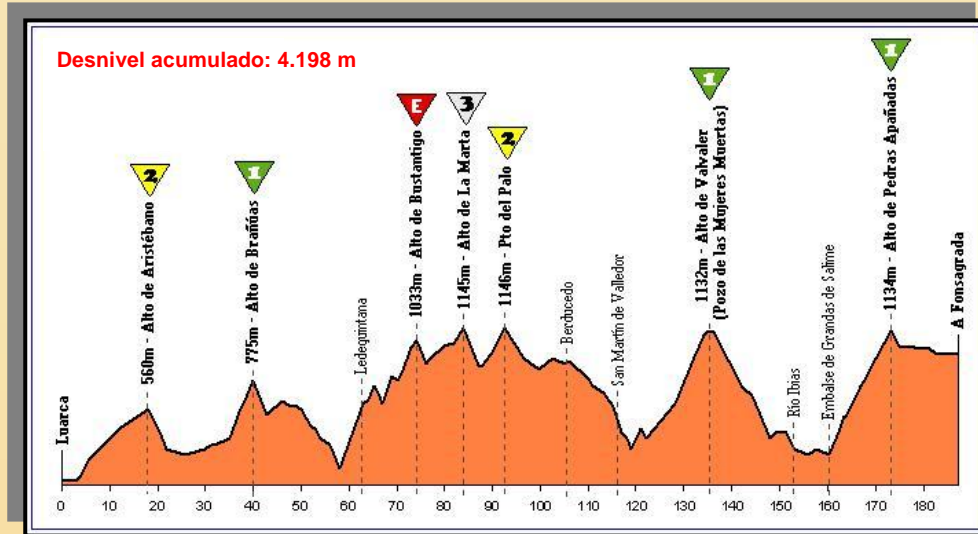 Desnivel acumulado: 4.198 m
2
1
E
3
2
1
1
Luarca
560m - Alto de Aristébano
775m - Alto de Brañúas
Ledequintana
1033m - Alto de Bustantigo
1145m - Alto de La Marta
1146m - Pto del Palo
Berducedo
San Martín de Valledor
1132m - Alto de Valvaler
(Pozo de las Mujeres Muertas)
Río Ibias
Embalse de Grandas de Salime
1134m - Alto de Pedras Apañadas
A Fonsagrada
0 10 20 30 40 50 60 70 80 90 100 110 120 130 140 150 160 170 180